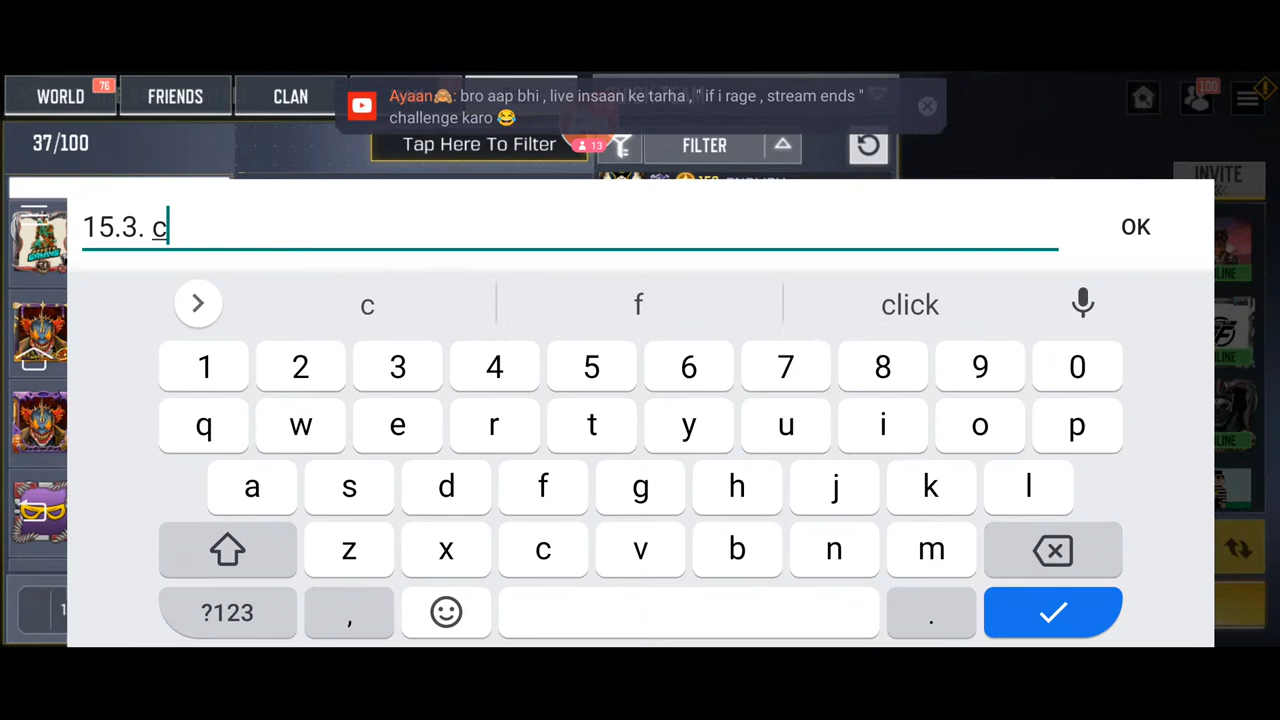 WORLD
76
FRIENDS
CLAN
Ayaan🙈: bro aap bhi , live insaan ke tarha , " if i rage , stream ends "
challenge karo 😂
100
37/100
Tap Here To Filter
13
FILTER
INVITE
15.3. c
OK
c
f
click
1 2 3 4 5 6 7 8 9 0
q w e r t y u i o p
a s d f g h j k l
z x c v b n m
?123 , .